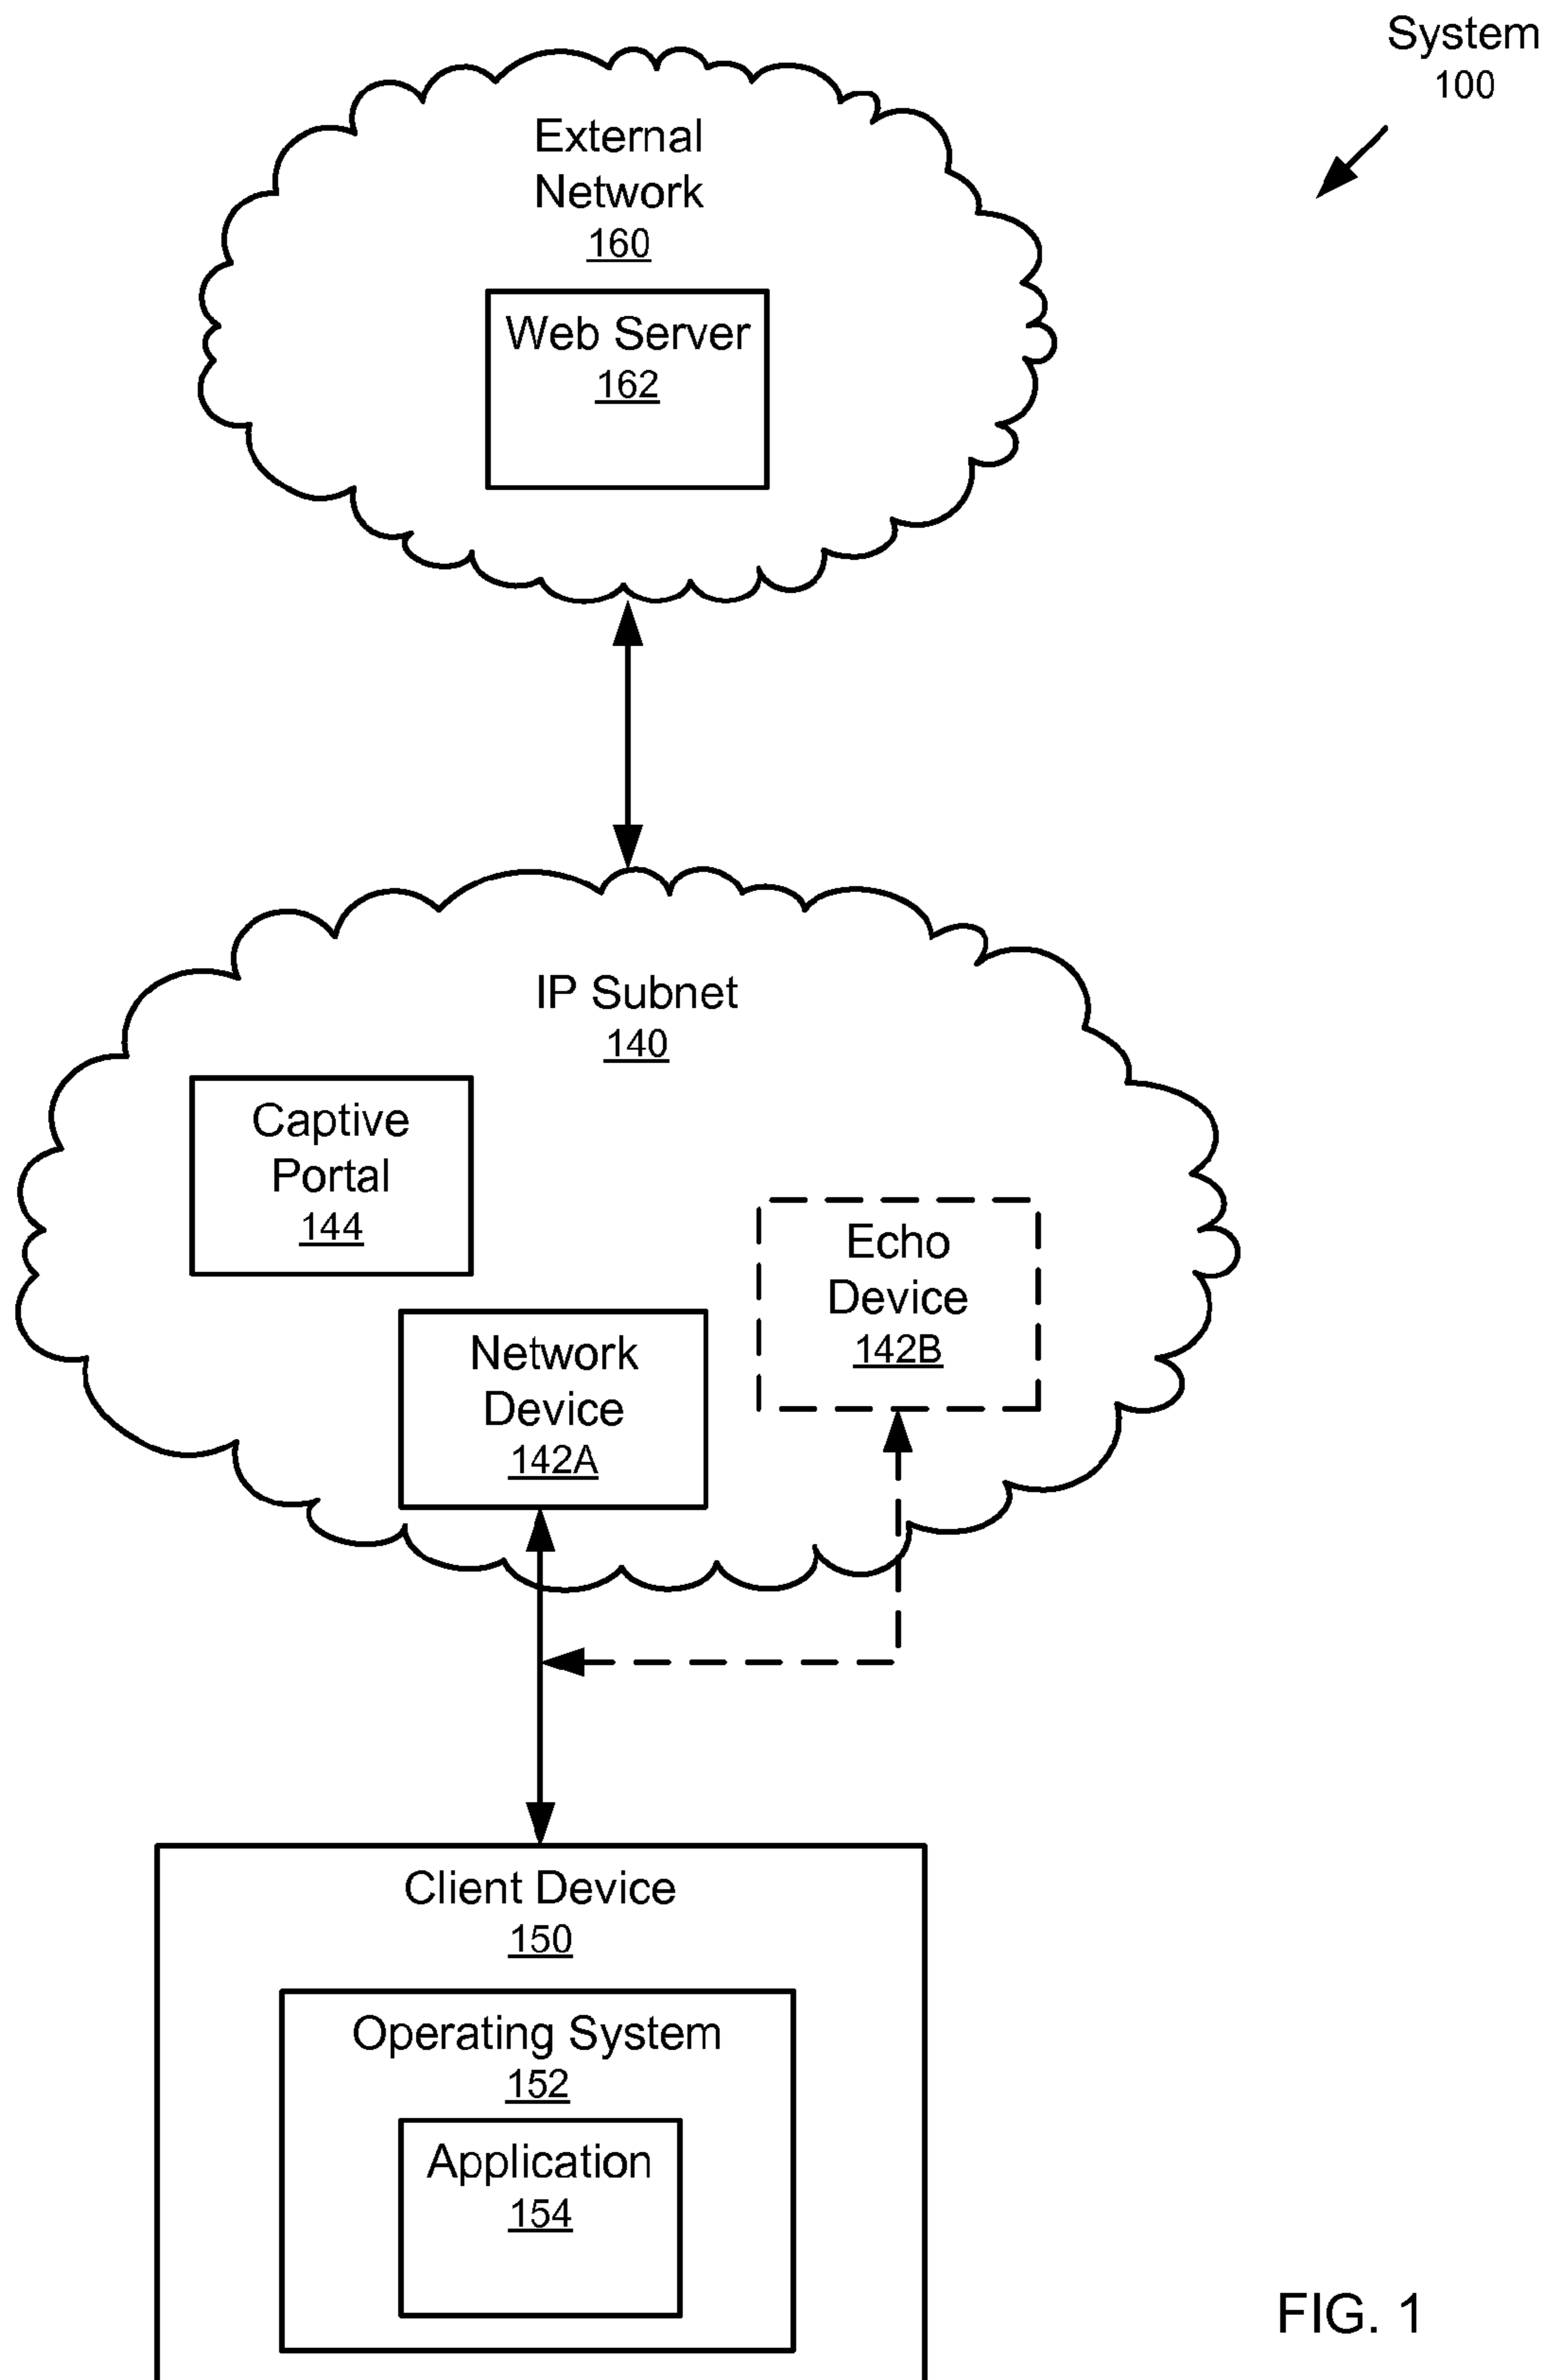 System
100
External
Network
160
Web Server
162
IP Subnet
140
Captive
Portal
144
Echo
Device
142B
Network
Device
142A
Client Device
150
Operating System
152
Application
154
FIG. 1